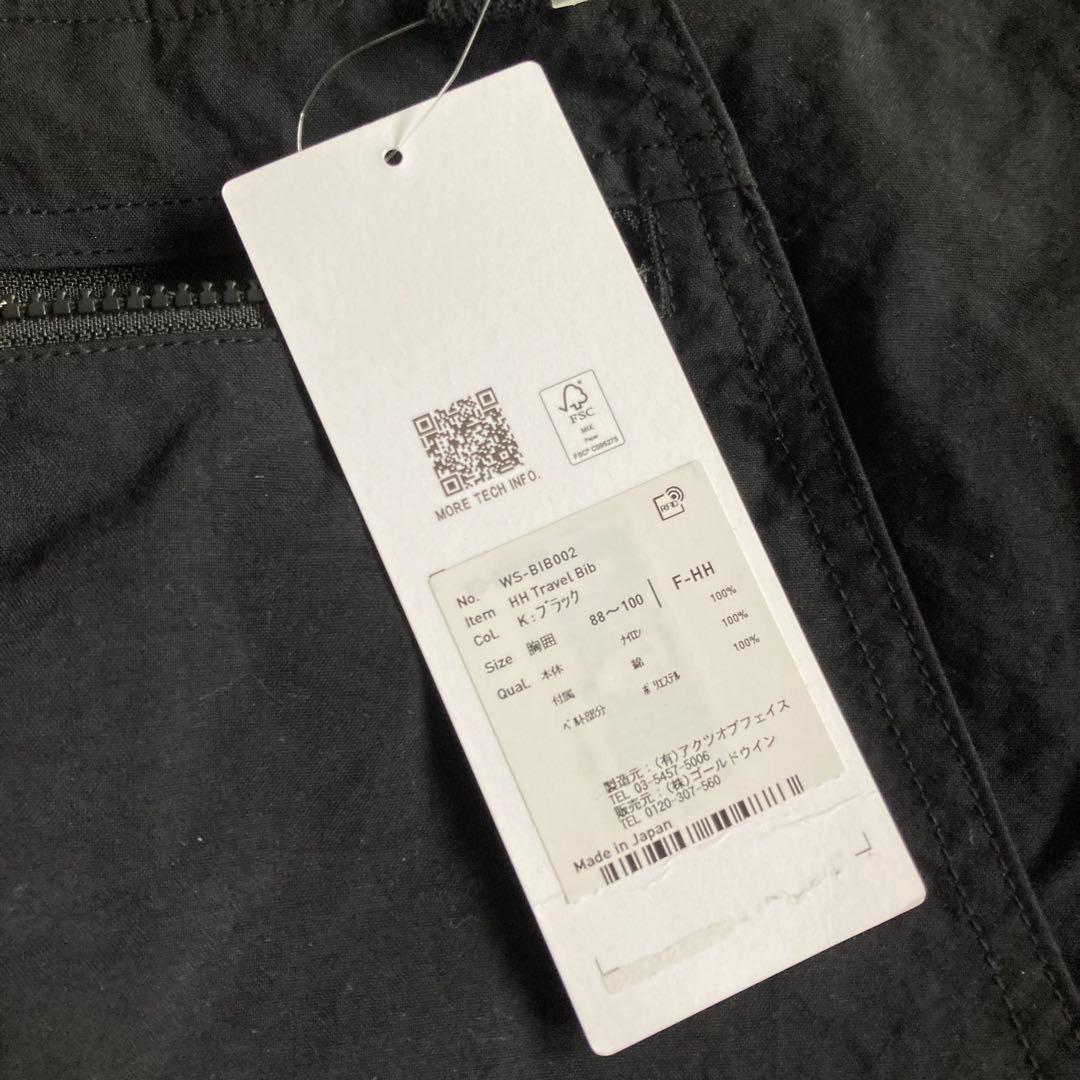 FSC
MIX
Paper
FSC® C095275
MORE TECH INFO.
RFID
No. WS-BIB002
Item HH Travel Bib
Col. K:ブラック
Size 胸囲 88~100 | F-HH
Qual. 本体 ナイロン 100%
付属 綿 100%
ベルト部分 ポリエステル 100%
製造元:(有)アクツオブフェイス
TEL 03-5457-5006
販売元:(株)ゴールドウイン
TEL 0120-307-560
Made in Japan